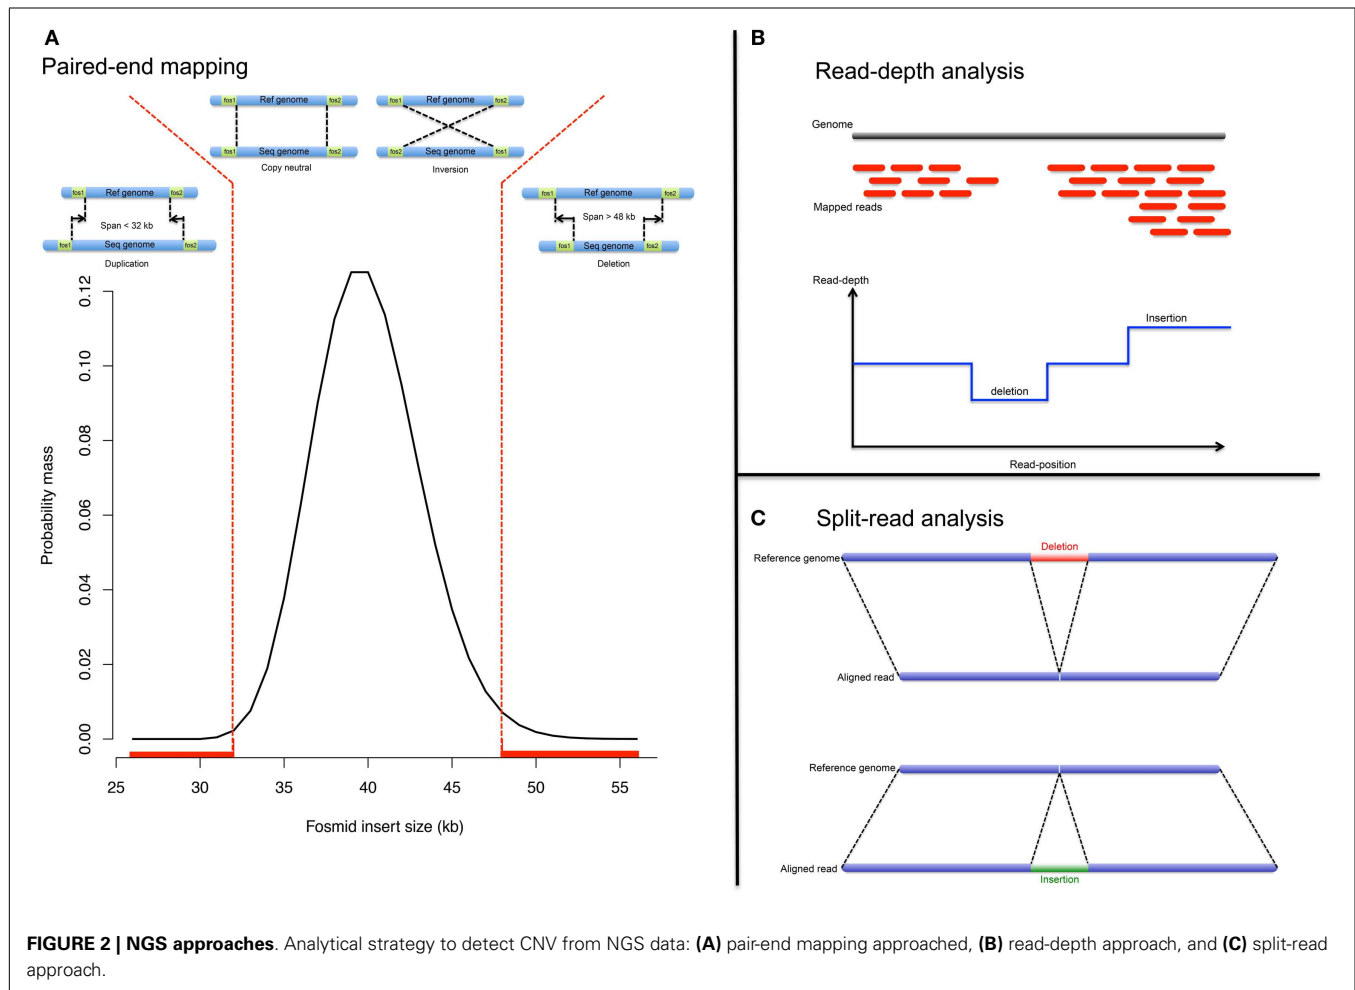 A
Paired-end mapping
fos1 Ref genome fos2
fos1 Seq genome fos2
Copy neutral
fos1 Ref genome fos2
fos2 Seq genome fos1
Inversion
fos1 Ref genome fos2
Span < 32 kb
fos1 Seq genome fos2
Duplication
fos1 Ref genome fos2
Span > 48 kb
fos1 Seq genome fos2
Deletion
Probability mass
0.12
0.10
0.08
0.06
0.04
0.02
0.00
25 30 35 40 45 50 55
Fosmid insert size (kb)
B
Read-depth analysis
Genome
Mapped reads
Read-depth
Insertion
deletion
Read-position
C
Split-read analysis
Deletion
Reference genome
Aligned read
Reference genome
Aligned read
Insertion
FIGURE 2 | NGS approaches. Analytical strategy to detect CNV from NGS data: (A) pair-end mapping approached, (B) read-depth approach, and (C) split-read
approach.